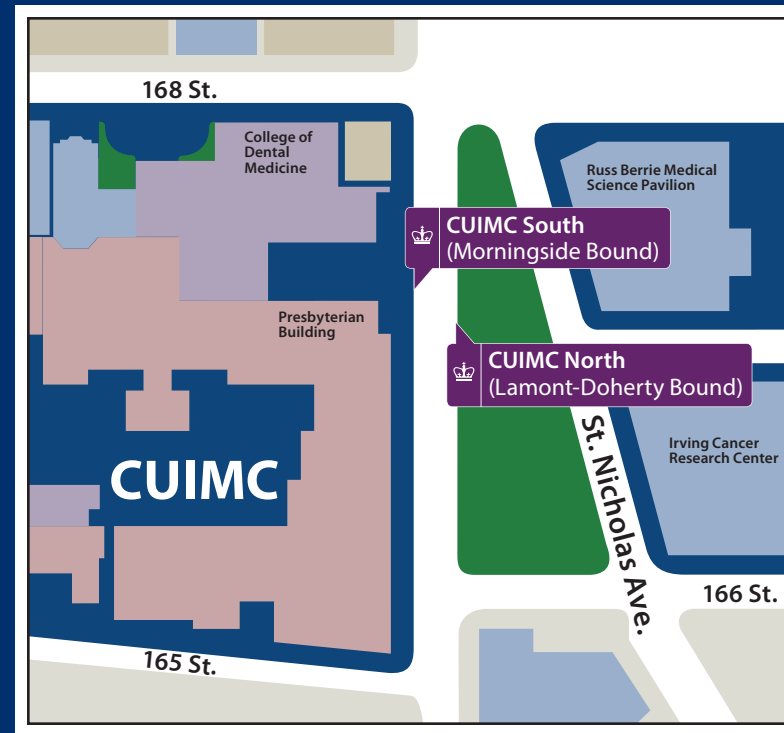 168 St.
College of
Dental
Medicine
Russ Berrie Medical
Science Pavilion
CUIMC South
(Morningside Bound)
Presbyterian
Building
CUIMC North
(Lamont-Doherty Bound)
St. Nicholas Ave.
Irving Cancer
Research Center
CUIMC
166 St.
165 St.